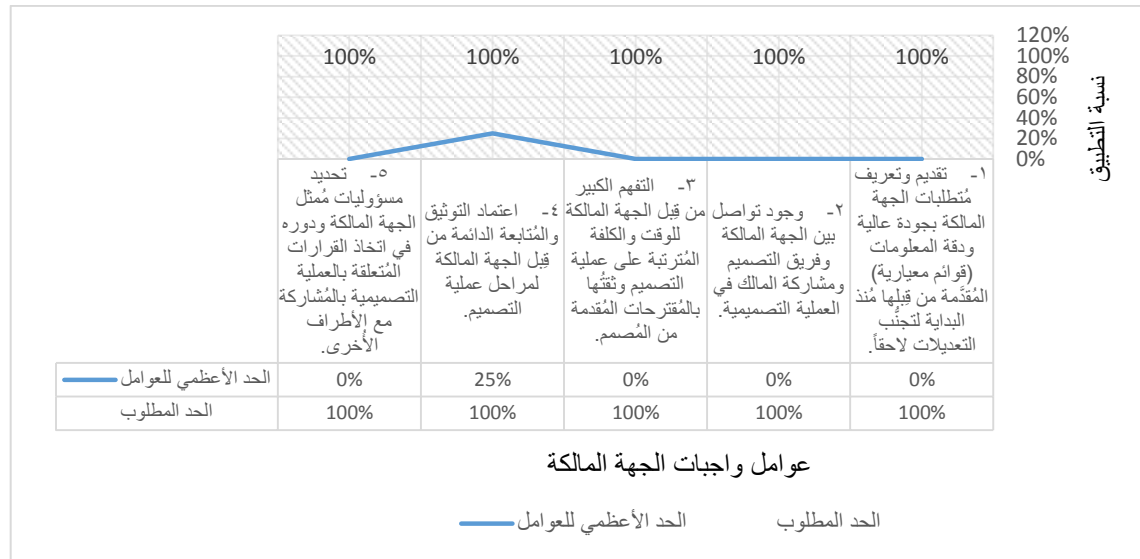 120%
100%
80%
60%
40%
20%
0%
نسبة التطبيق
100%
100%
100%
100%
100%
١- تقديم وتعريف
مُتطلبات الجهة
المالكة بجودة عالية
ودقة المعلومات
(قوائم معيارية)
المُقدَّمة من قِبلها مُنذ
البداية لتجنُّب
التعديلات لاحقاً.
٢- وجود تواصل
بين الجهة المالكة
وفريق التصميم
ومشاركة المالك في
العملية التصميمية.
٣- التفهم الكبير
من قِبل الجهة المالكة
للوقت والكلفة
المُترتبة على عملية
التصميم وثقتُها
بالمُقترحات المُقدمة
من المُصمم.
٤- اعتماد التوثيق
والمُتابعة الدائمة من
قِبل الجهة المالكة
لمراحل عملية
التصميم.
٥- تحديد
مسؤوليات مُمثل
الجهة المالكة ودوره
في اتخاذ القرارات
المُتعلقة بالعملية
التصميمية بالمُشاركة
مع الأطراف
الأُخرى.
الحد الأعظمي للعوامل 0% 25% 0% 0% 0%
الحد المطلوب 100% 100% 100% 100% 100%
عوامل واجبات الجهة المالكة
الحد المطلوب الحد الأعظمي للعوامل